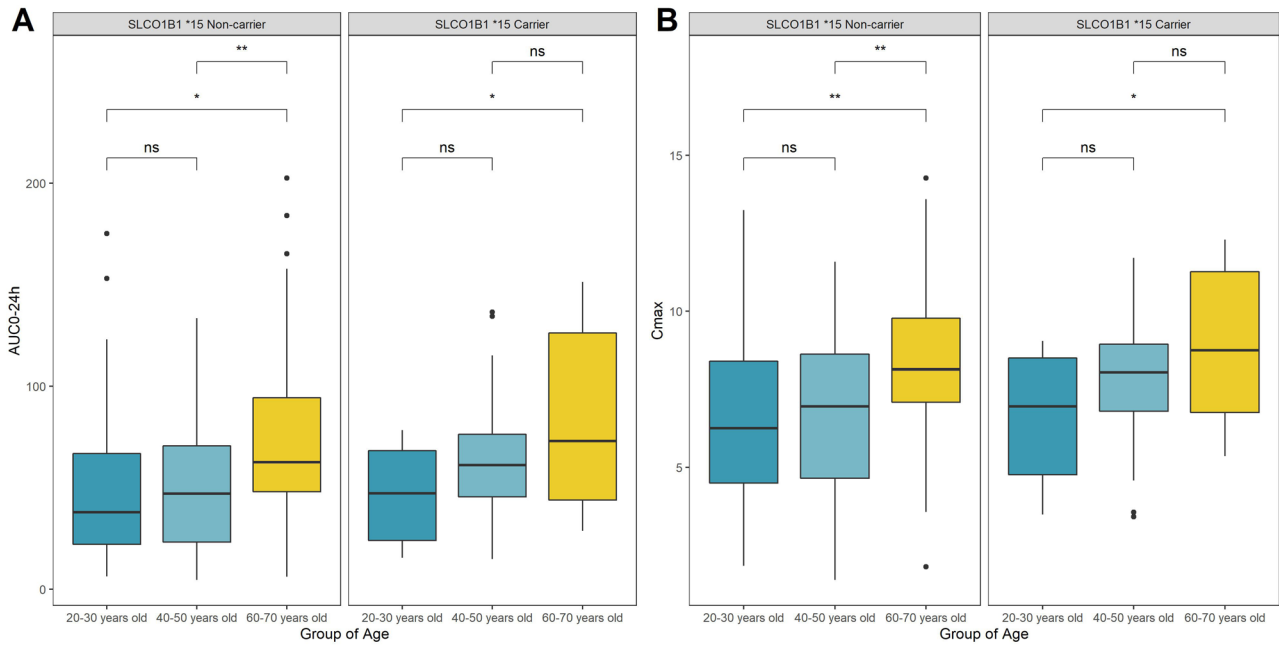 A
SLCO1B1 *15 Non-carrier
SLCO1B1 *15 Carrier
**
*
ns
ns
*
ns
200
100
0
AUC0-24h
20-30 years old
40-50 years old
60-70 years old
20-30 years old
40-50 years old
60-70 years old
Group of Age
B
SLCO1B1 *15 Non-carrier
SLCO1B1 *15 Carrier
**
**
ns
ns
*
ns
15
10
5
Cmax
20-30 years old
40-50 years old
60-70 years old
20-30 years old
40-50 years old
60-70 years old
Group of Age